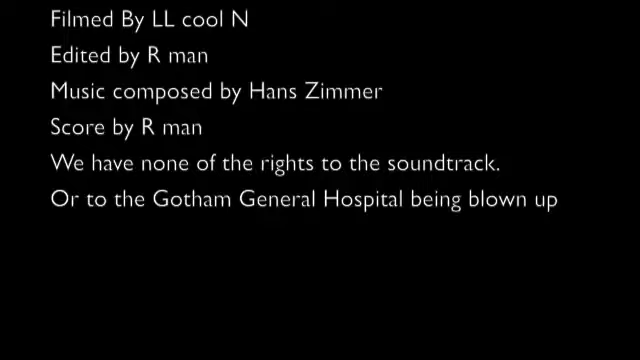 Filmed By LL cool N
Edited by R man
Music composed by Hans Zimmer
Score by R man
We have none of the rights to the soundtrack.
Or to the Gotham General Hospital being blown up